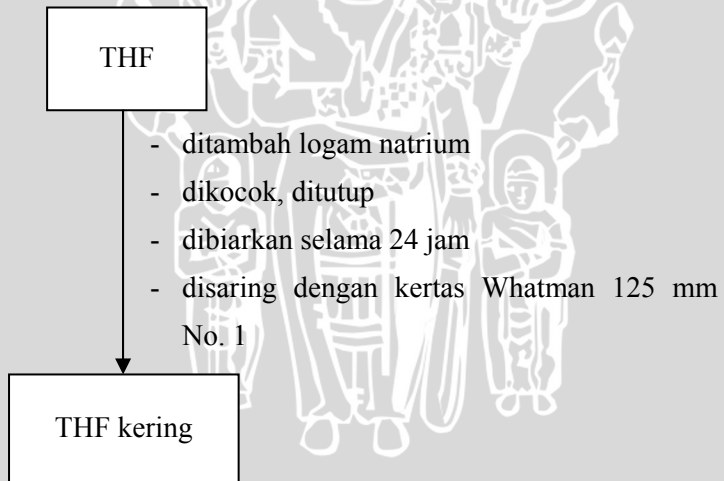 THF
- ditambah logam natrium
- dikocok, ditutup
- dibiarkan selama 24 jam
- disaring dengan kertas Whatman 125 mm
No. 1
THF kering